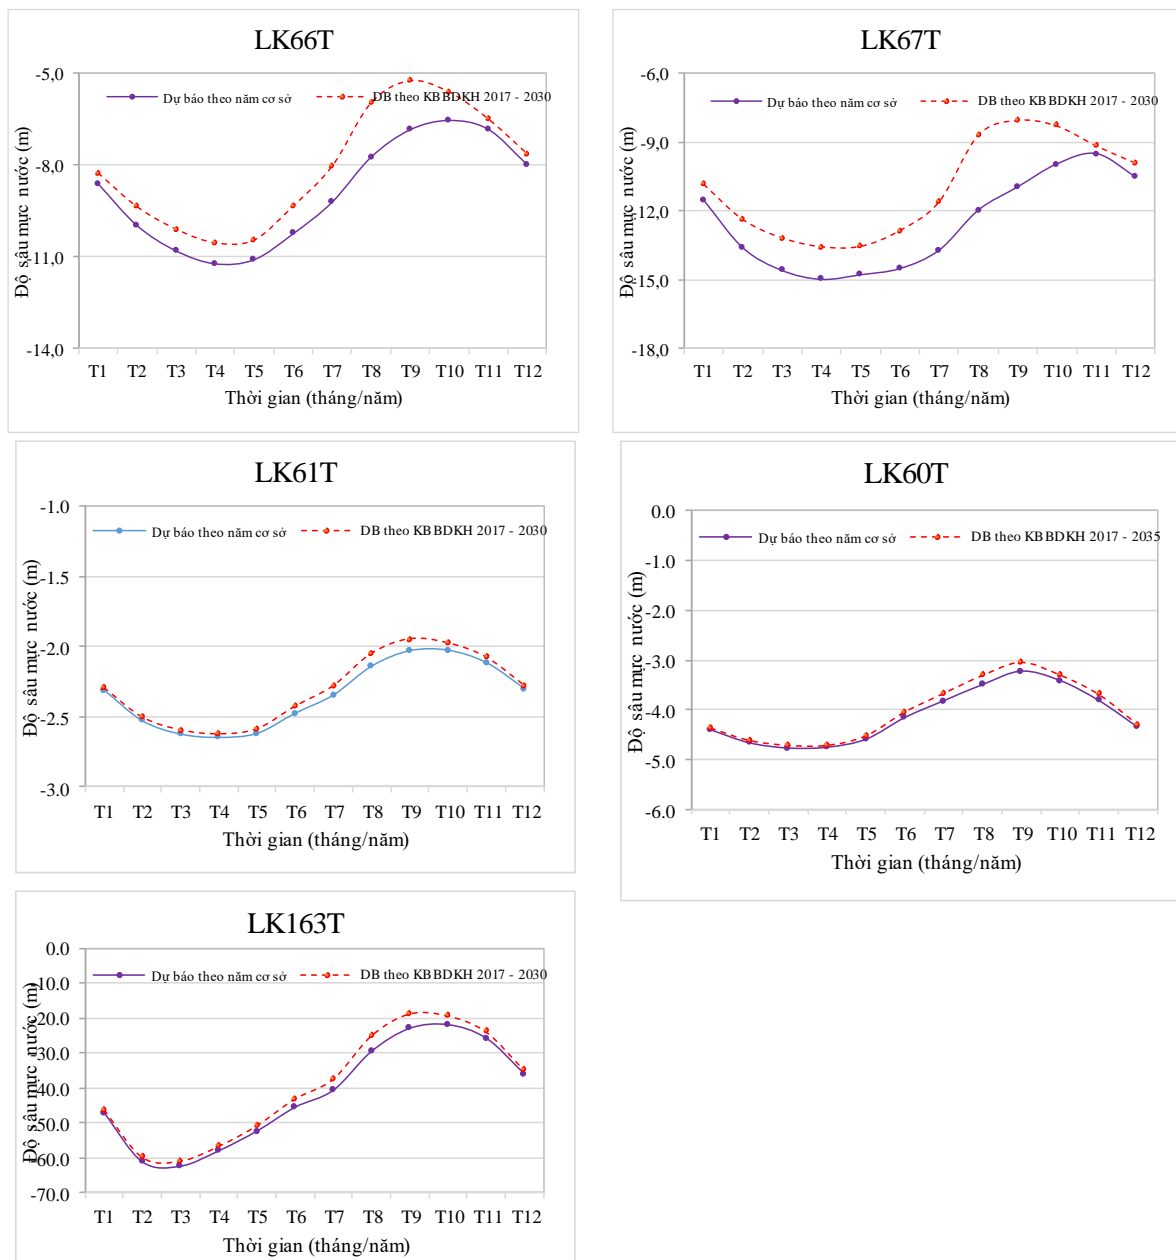 LK66T
-5,0
Dự báo theo năm cơ sở
DB theo KBBDKH 2017 - 2030
-8,0
-11,0
-14,0
Độ sâu mực nước (m)
T1 T2 T3 T4 T5 T6 T7 T8 T9 T10 T11 T12
Thời gian (tháng/năm)
LK67T
-6,0
Dự báo theo năm cơ sở
DB theo KBBDKH 2017 - 2030
-9,0
-12,0
-15,0
-18,0
Độ sâu mực nước (m)
T1 T2 T3 T4 T5 T6 T7 T8 T9 T10 T11 T12
Thời gian (tháng/năm)
LK61T
-1.0
Dự báo theo năm cơ sở
DB theo KBBDKH 2017 - 2030
-1.5
-2.0
-2.5
-3.0
Độ sâu mực nước (m)
T1 T2 T3 T4 T5 T6 T7 T8 T9 T10 T11 T12
Thời gian (tháng/năm)
LK60T
0.0
Dự báo theo năm cơ sở
DB theo KBBDKH 2017 - 2035
-1.0
-2.0
-3.0
-4.0
-5.0
-6.0
Độ sâu mực nước (m)
T1 T2 T3 T4 T5 T6 T7 T8 T9 T10 T11 T12
Thời gian (tháng/năm)
LK163T
0.0
Dự báo theo năm cơ sở
DB theo KBBDKH 2017 - 2030
-10.0
-20.0
-30.0
-40.0
-50.0
-60.0
-70.0
Độ sâu mực nước (m)
T1 T2 T3 T4 T5 T6 T7 T8 T9 T10 T11 T12
Thời gian (tháng/năm)